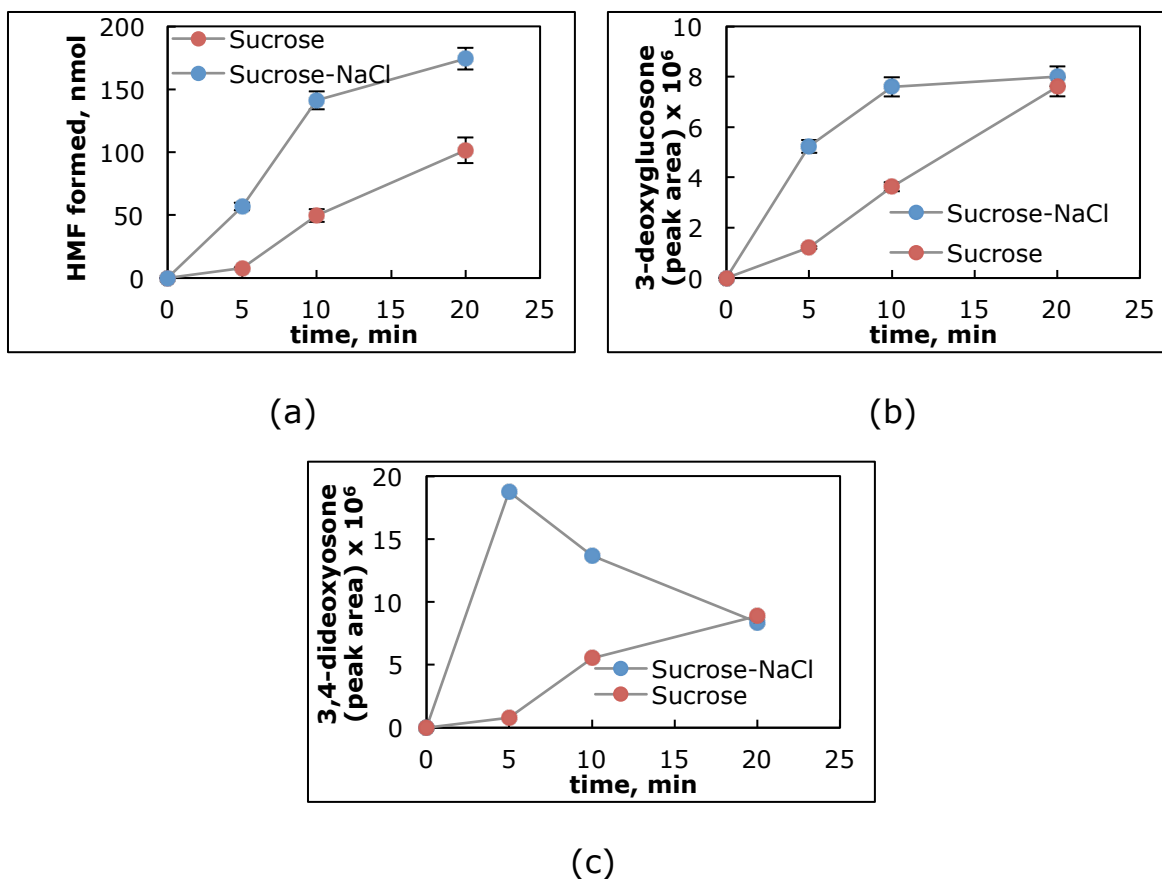 HMF formed, nmol
200
150
100
50
0
Sucrose
Sucrose-NaCl
0 5 10 15 20 25
time, min
(a)
3-deoxyglucosone
(peak area) x 10⁶
10
8
6
4
2
0
Sucrose-NaCl
Sucrose
0 5 10 15 20 25
time, min
(b)
3,4-dideoxyosone
(peak area) x 10⁶
20
15
10
5
0
Sucrose-NaCl
Sucrose
0 5 10 15 20 25
time, min
(c)